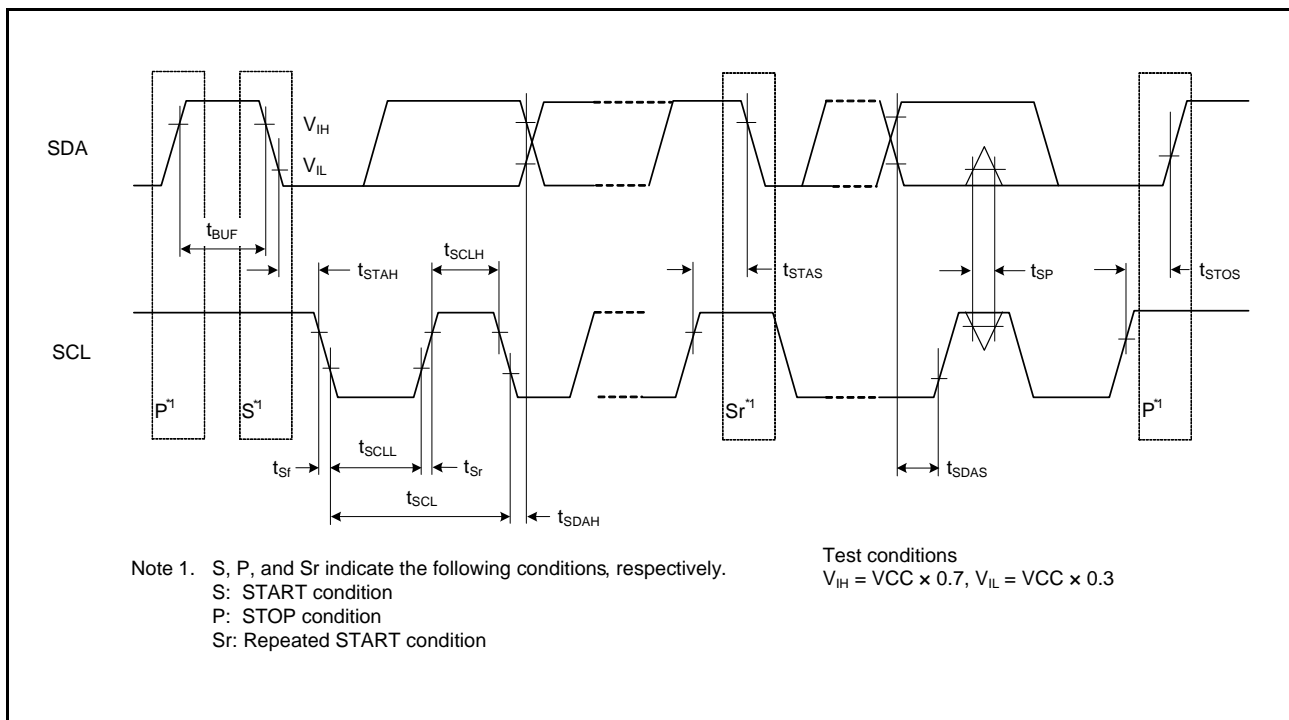 SDA
VIH
VIL
tBUF
tSTAH
tSCLH
tSTAS
tSP
tSTOS
SCL
P*1
S*1
Sr*1
P*1
tSf
tSCLL
tSr
tSDAS
tSCL
tSDAH
Note 1. S, P, and Sr indicate the following conditions, respectively.
S: START condition
P: STOP condition
Sr: Repeated START condition
Test conditions
VIH = VCC × 0.7, VIL = VCC × 0.3